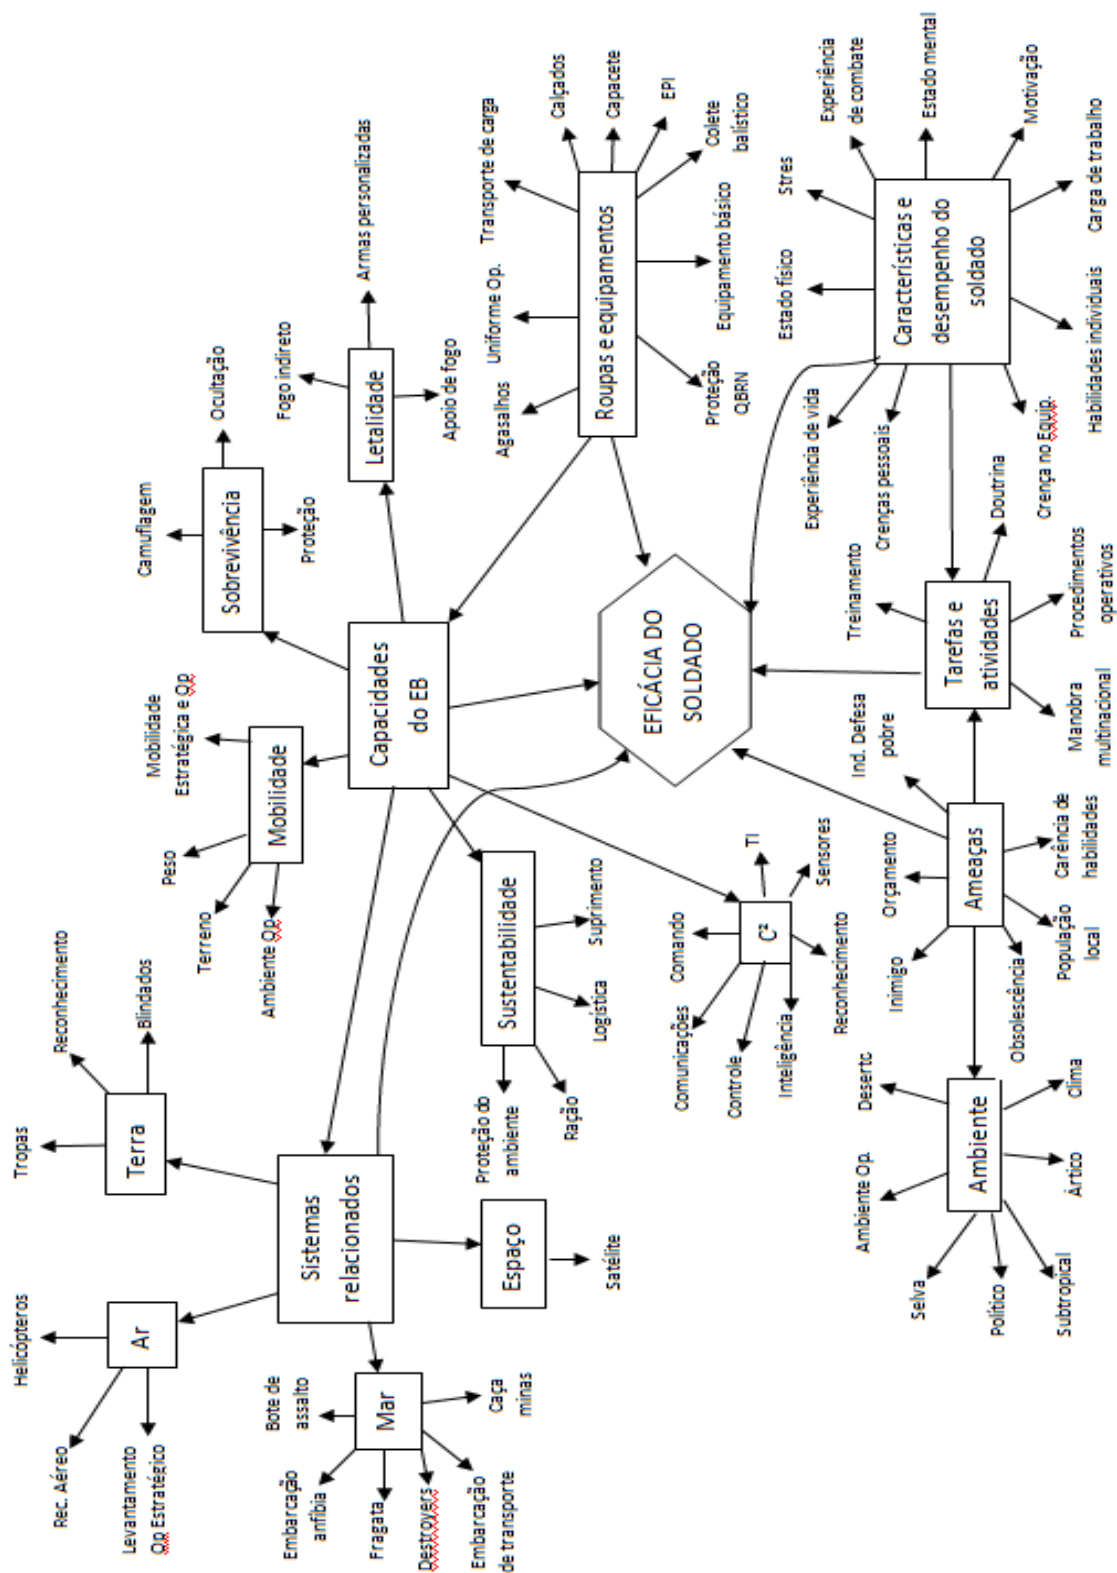 Helicópteros
Rec. Aéreo
Levantamento
Op Estratégico
Ar
Tropas
Reconhecimento
Blindados
Terra
Sistemas
relacionados
Espaço
Satélite
Mar
Bote de
assalto
Embarcação
anfíbia
Fragata
Destroyers
Embarcação
de transporte
Caça
minas
Camuflagem
Ocultação
Sobrevivência
Proteção
Mobilidade
Estratégica e Op
Peso
Terreno
Ambiente Op
Mobilidade
Fogo indireto
Armas personalizadas
Letalidade
Apoio de fogo
Capacidades
do EB
Sustentabilidade
Suprimento
Logística
Proteção do
ambiente
Ração
Agasalhos
Uniforme Op.
Transporte de carga
Calçados
Capacete
EPI
Colete
balístico
Equipamento básico
Proteção
QBRN
Roupas e equipamentos
EFICÁCIA DO
SOLDADO
C²
Comando
TI
Sensores
Comunicações
Controle
Inteligência
Reconhecimento
Experiência de vida
Crenças pessoais
Estado físico
Stres
Experiência
de combate
Estado mental
Motivação
Carga de trabalho
Habilidades individuais
Crença no Equip.
Características e
desempenho do
soldado
Treinamento
Doutrina
Tarefas e
atividades
Procedimentos
operativos
Manobra
multinacional
Ind. Defesa
pobre
Orçamento
Inimigo
Ameaças
Carência de
habilidades
População
local
Obsolescência
Ambiente Op.
Desertc
Ambiente
Selva
Político
Subtropical
Ártico
Clima